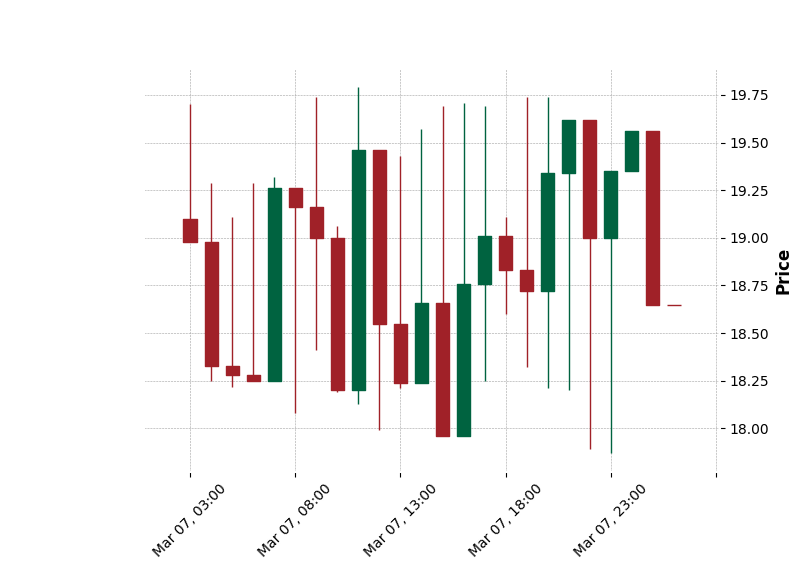 19.75
19.50
19.25
19.00
18.75
18.50
18.25
18.00
Price
Mar 07, 03:00
Mar 07, 08:00
Mar 07, 13:00
Mar 07, 18:00
Mar 07, 23:00